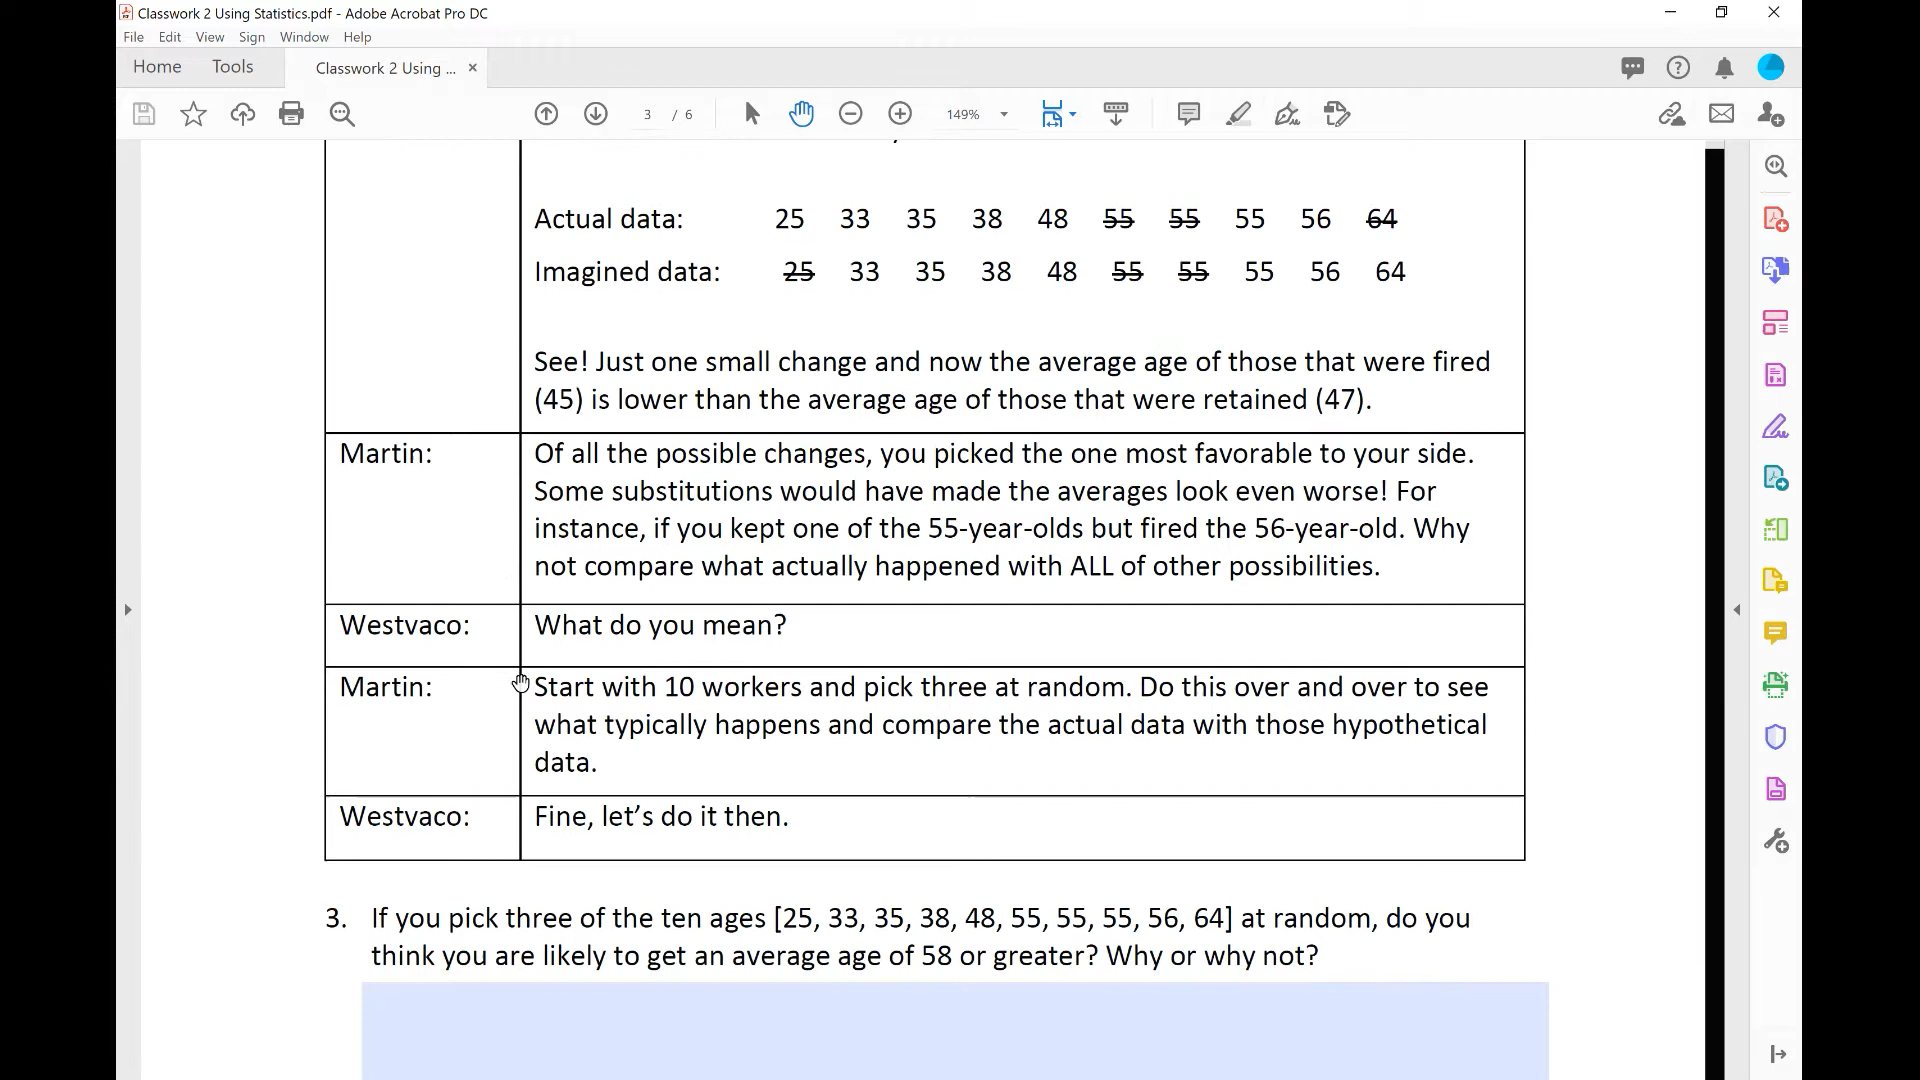 Classwork 2 Using Statistics.pdf - Adobe Acrobat Pro DC
File Edit View Sign Window Help
Home Tools Classwork 2 Using ... ×
3 / 6 149%
Actual data: 25 33 35 38 48 55 55 55 56 64
Imagined data: 25 33 35 38 48 55 55 55 56 64
See! Just one small change and now the average age of those that were fired
(45) is lower than the average age of those that were retained (47).
Martin: Of all the possible changes, you picked the one most favorable to your side.
Some substitutions would have made the averages look even worse! For
instance, if you kept one of the 55-year-olds but fired the 56-year-old. Why
not compare what actually happened with ALL of other possibilities.
Westvaco: What do you mean?
Martin: Start with 10 workers and pick three at random. Do this over and over to see
what typically happens and compare the actual data with those hypothetical
data.
Westvaco: Fine, let’s do it then.
3. If you pick three of the ten ages [25, 33, 35, 38, 48, 55, 55, 55, 56, 64] at random, do you
think you are likely to get an average age of 58 or greater? Why or why not?